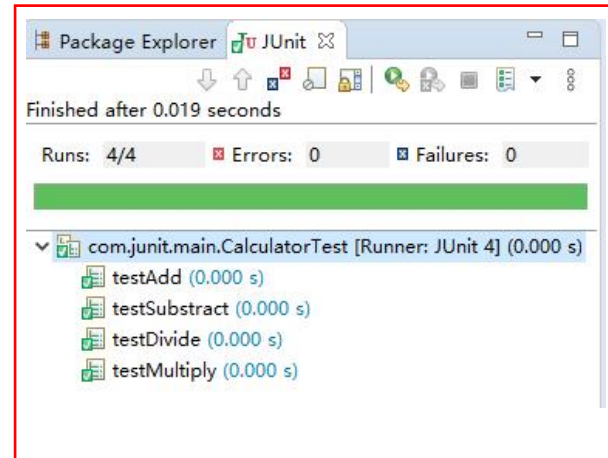 Package Explorer JUnit
Finished after 0.019 seconds
Runs: 4/4 Errors: 0 Failures: 0
com.junit.main.CalculatorTest [Runner: JUnit 4] (0.000 s)
testAdd (0.000 s)
testSubstract (0.000 s)
testDivide (0.000 s)
testMultiply (0.000 s)